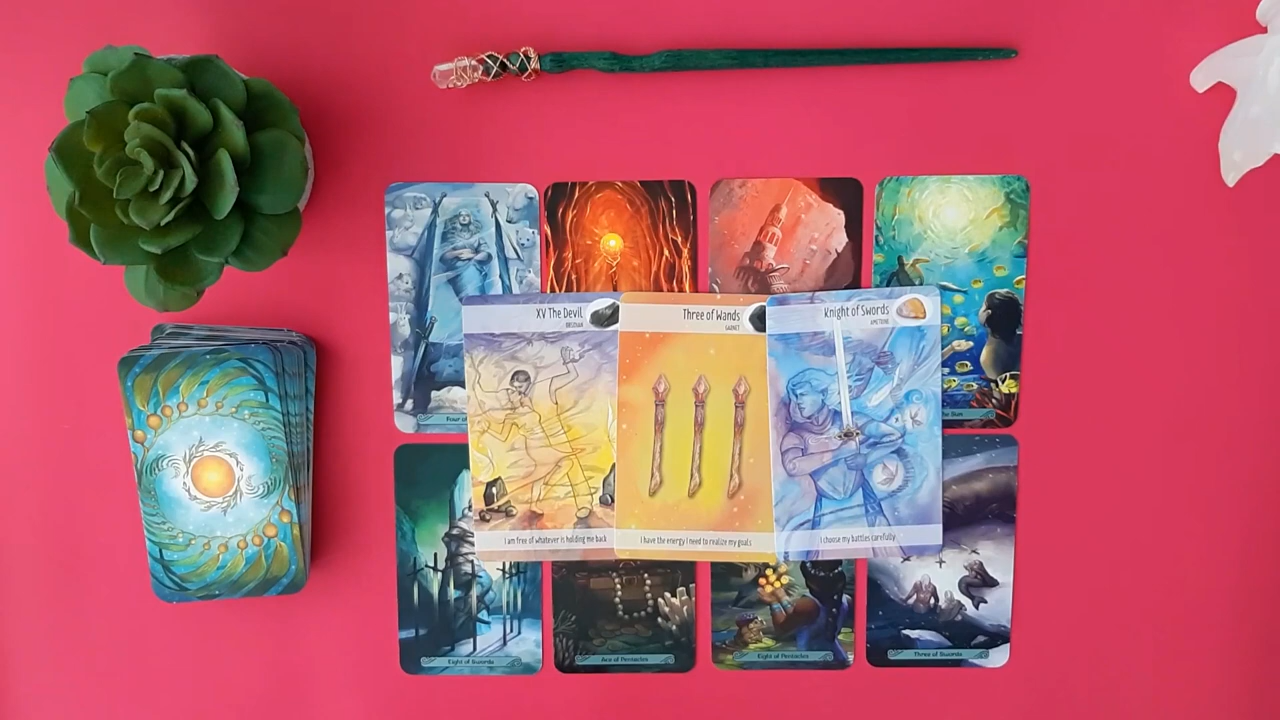 XV The Devil
OBSIDIAN
Three of Wands
GARNET
Knight of Swords
AMETRINE
Four of
The Sun
I am free of whatever is holding me back
I have the energy I need to realize my goals
I choose my battles carefully
Eight of Swords
Ace of Pentacles
Eight of Pentacles
Three of Swords